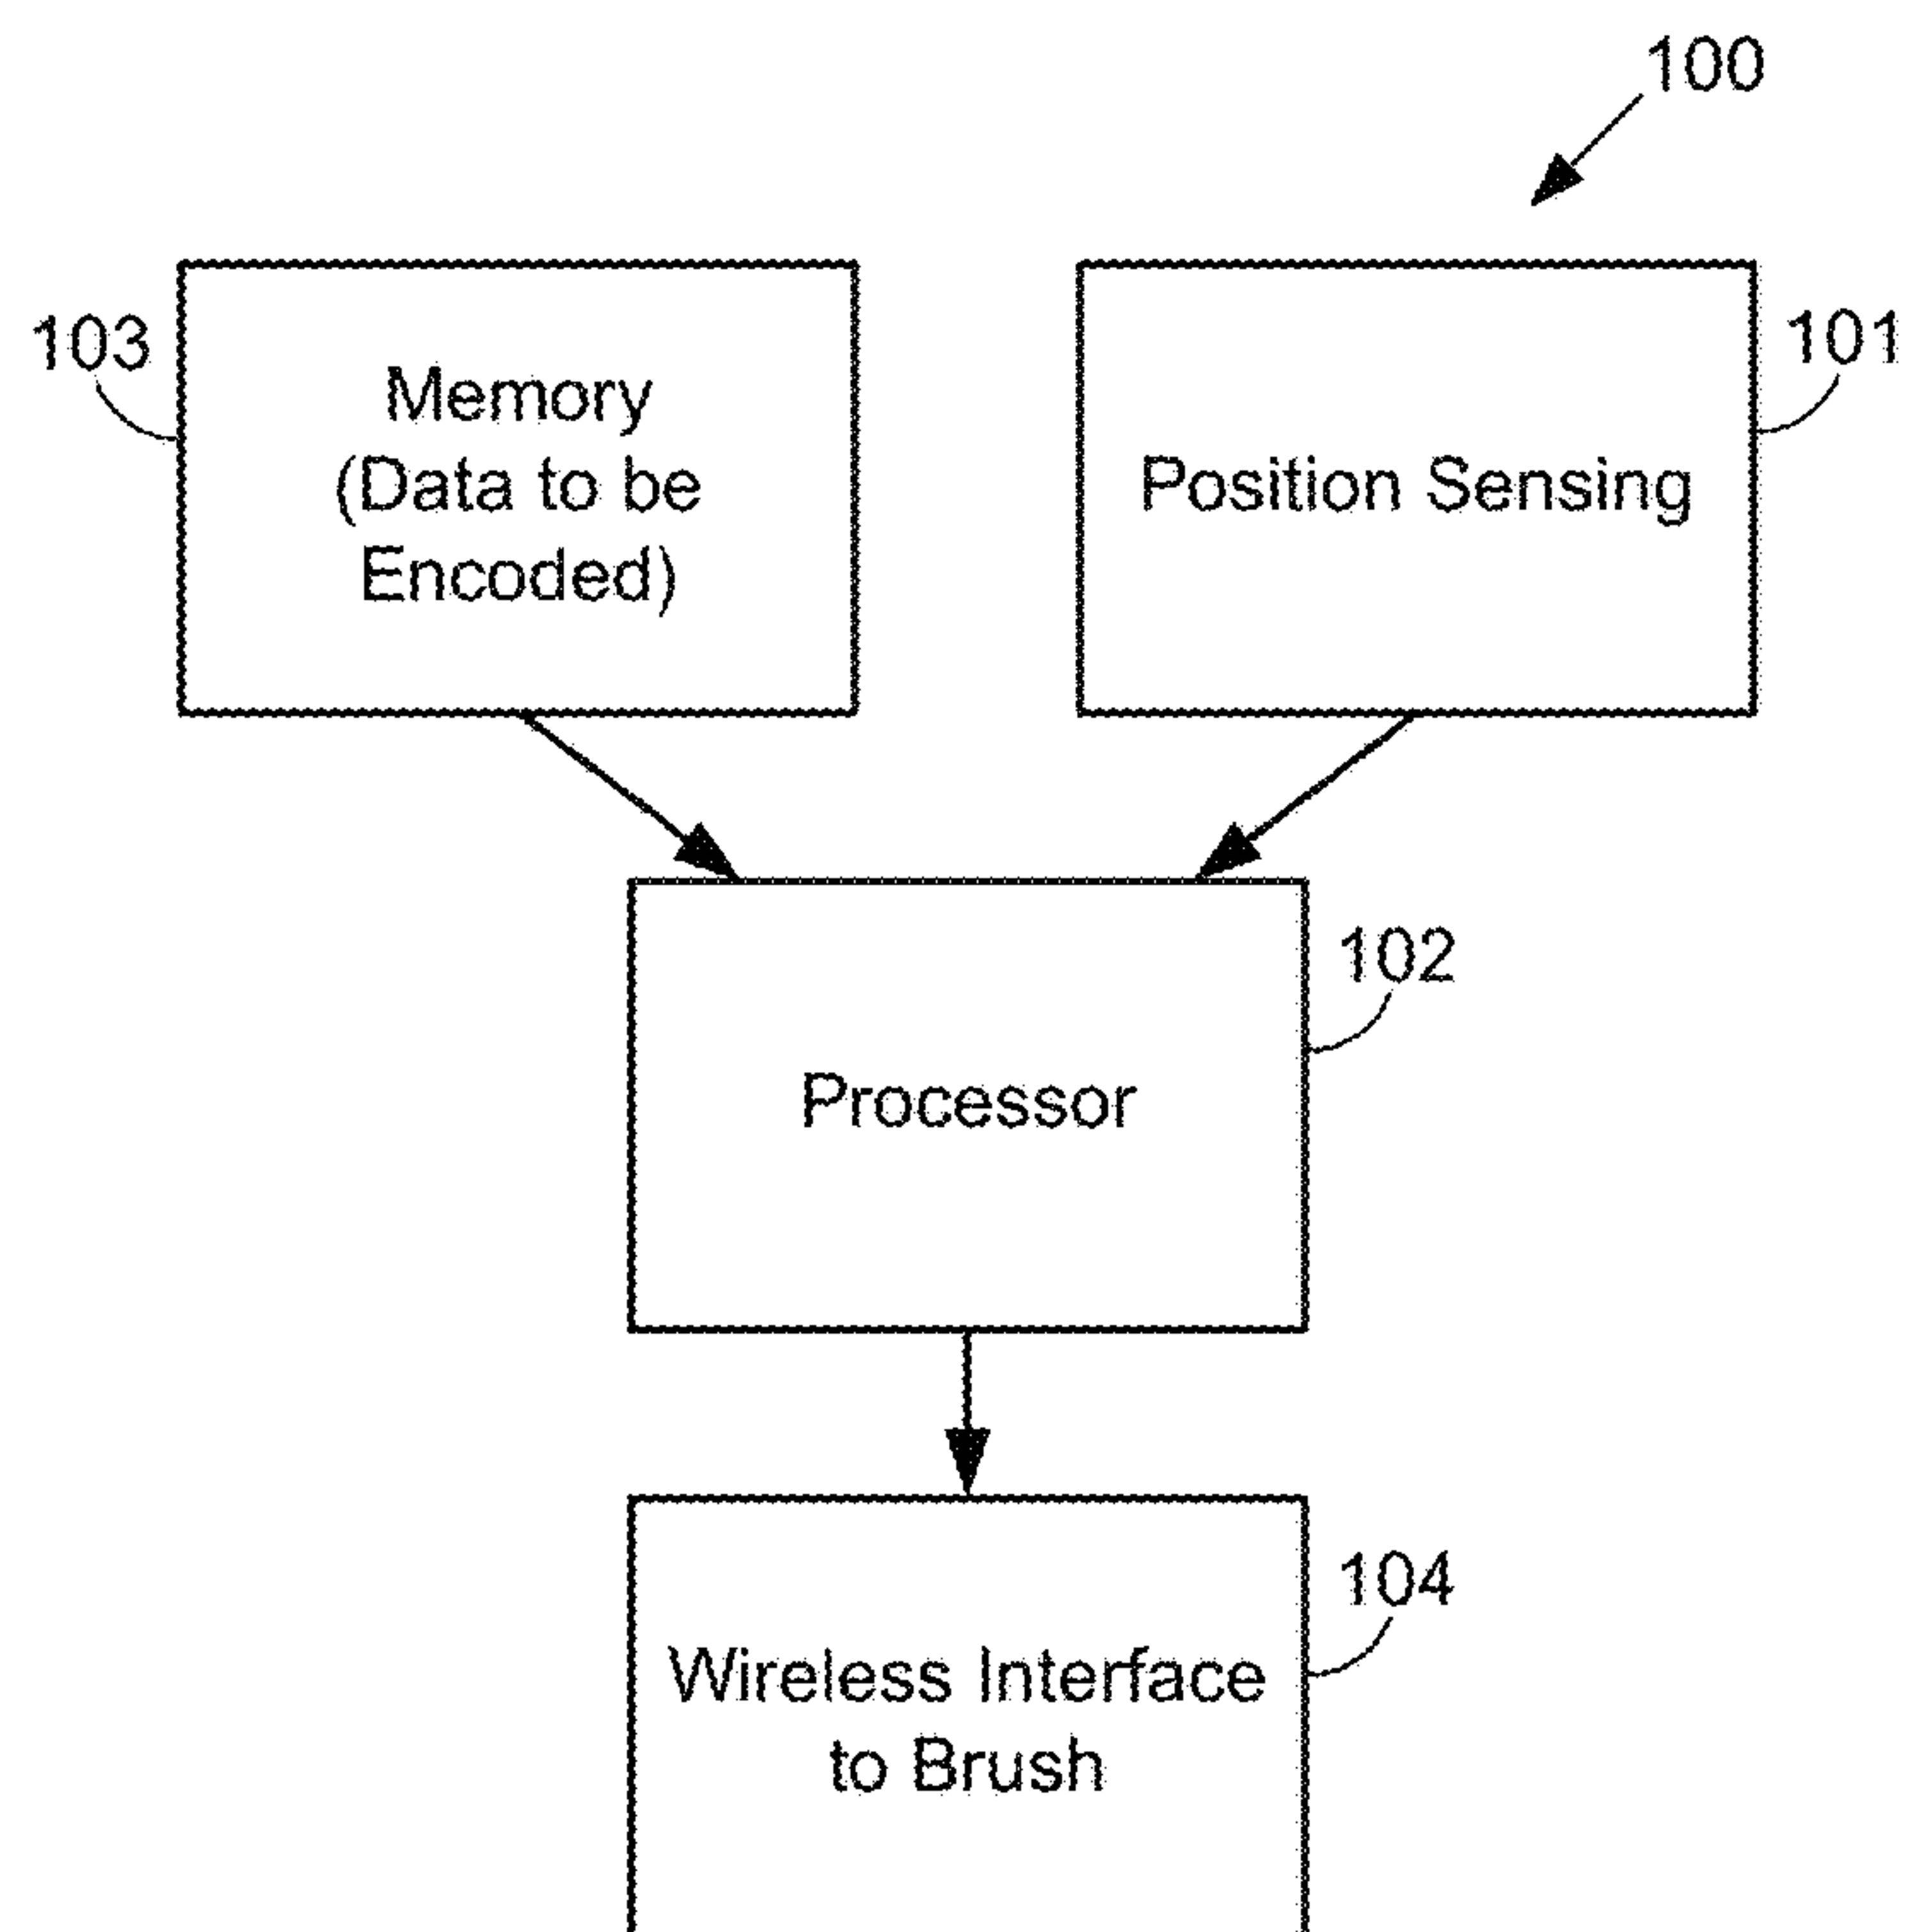 100
103
101
Memory
(Data to be
Encoded)
Position Sensing
102
Processor
104
Wireless Interface
to Brush